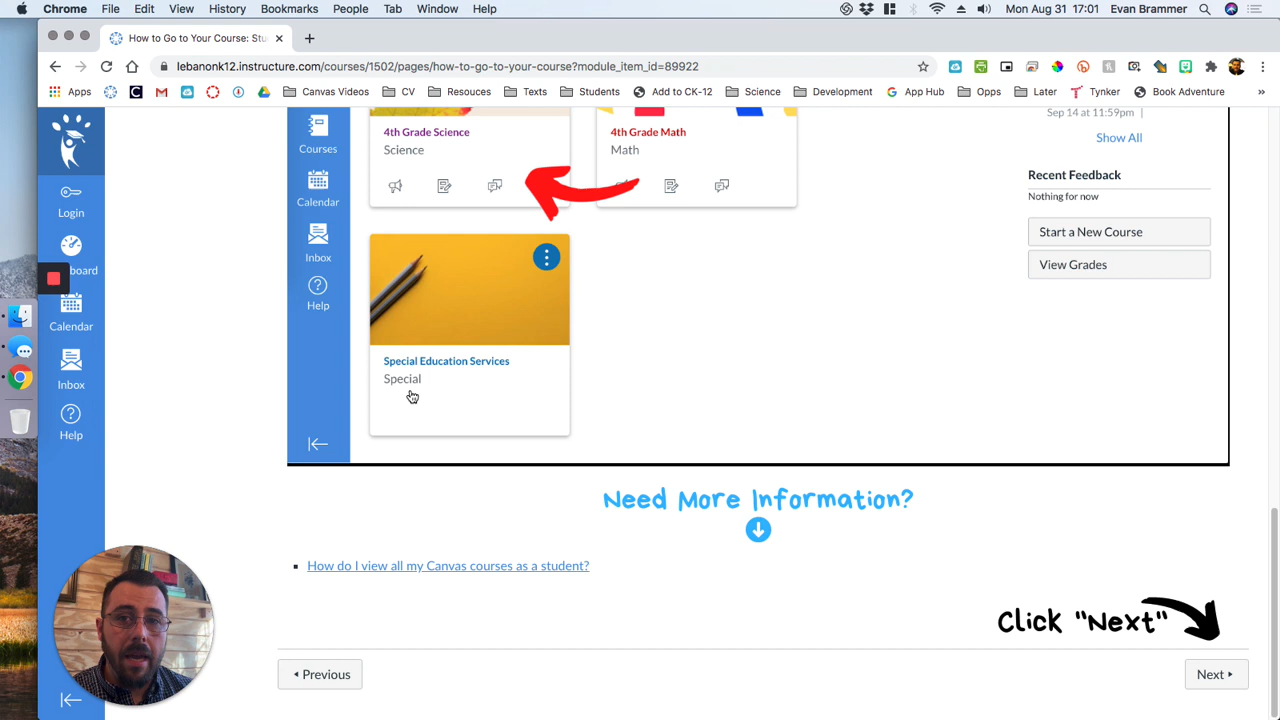 Chrome File Edit View History Bookmarks People Tab Window Help Mon Aug 31 17:01 Evan Brammer
How to Go to Your Course: Stu
lebanonk12.instructure.com/courses/1502/pages/how-to-go-to-your-course?module_item_id=89922
Apps Canvas Videos CV Resouces Texts Students Add to CK-12 Science Development App Hub Opps Later Tynker Book Adventure »
Login
board
Calendar
Inbox
Help
Courses
Calendar
Inbox
Help
4th Grade Science
Science
4th Grade Math
Math
Special Education Services
Special
Sep 14 at 11:59pm |
Show All
Recent Feedback
Nothing for now
Start a New Course
View Grades
Need More Information?
How do I view all my Canvas courses as a student?
Click "Next"
Previous
Next